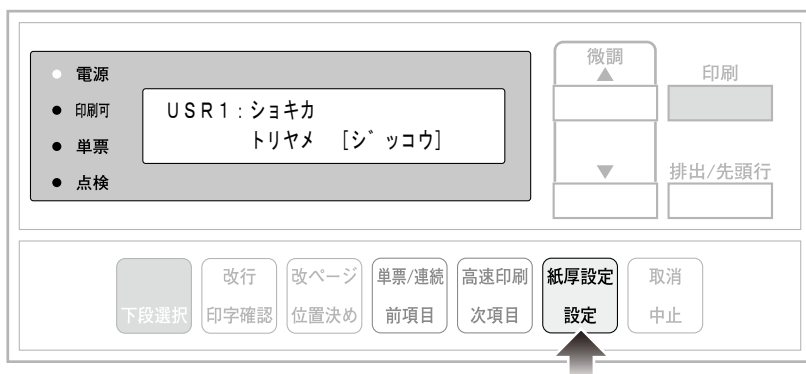 電源
印刷可
単票
点検
USR1:ショキカ
トリヤメ [ジッコウ]
微調
▲
▼
印刷
排出/先頭行
下段選択
改行
印字確認
改ページ
位置決め
単票/連続
前項目
高速印刷
次項目
紙厚設定
設定
取消
中止